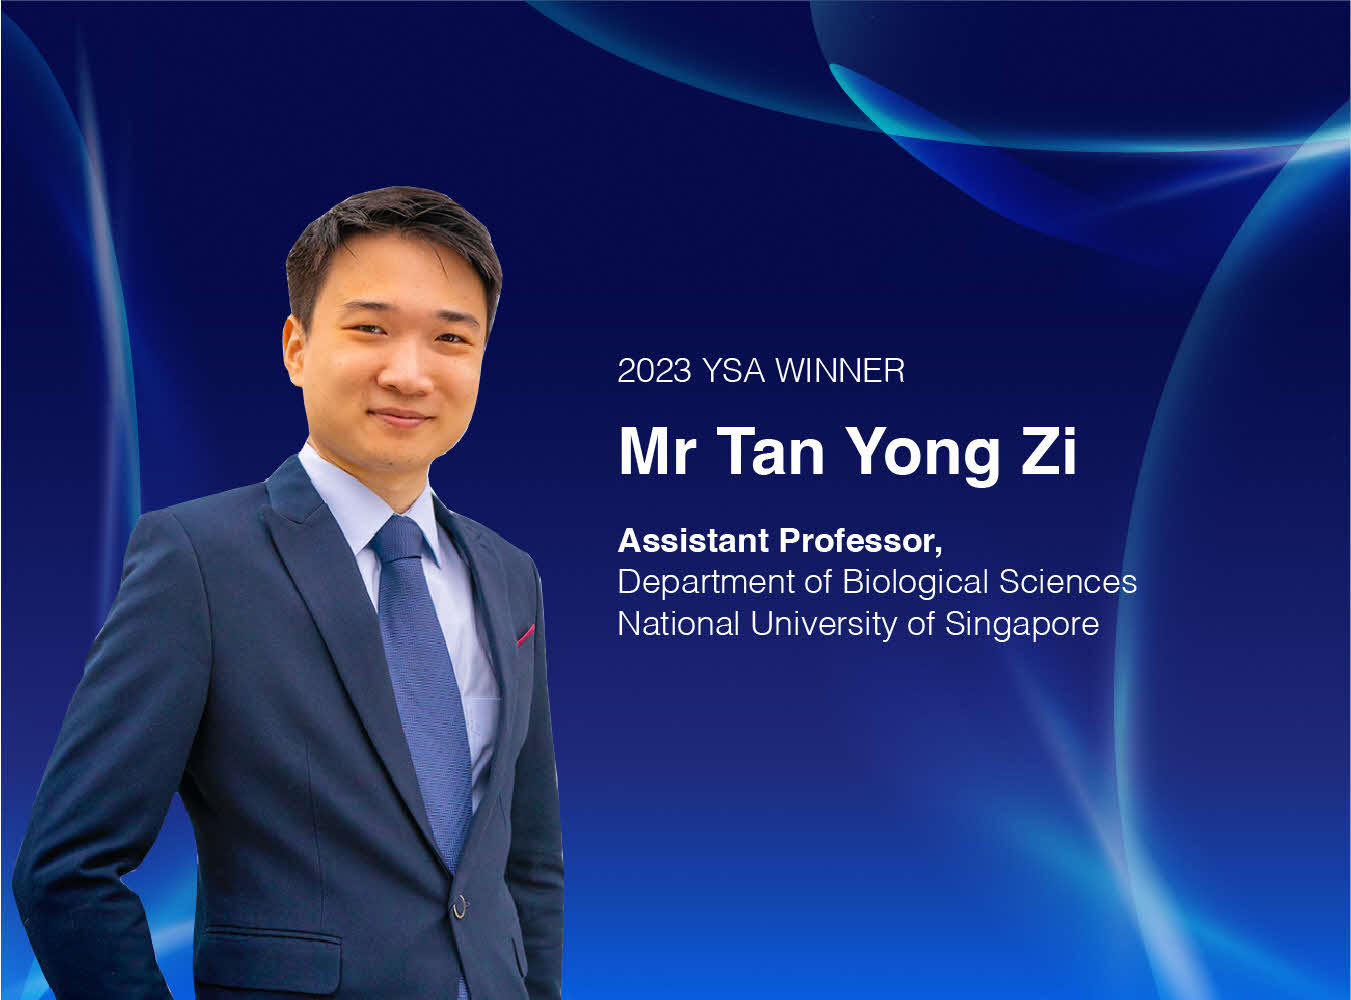 2023 YSA WINNER
Mr Tan Yong Zi
Assistant Professor,
Department of Biological Sciences
National University of Singapore